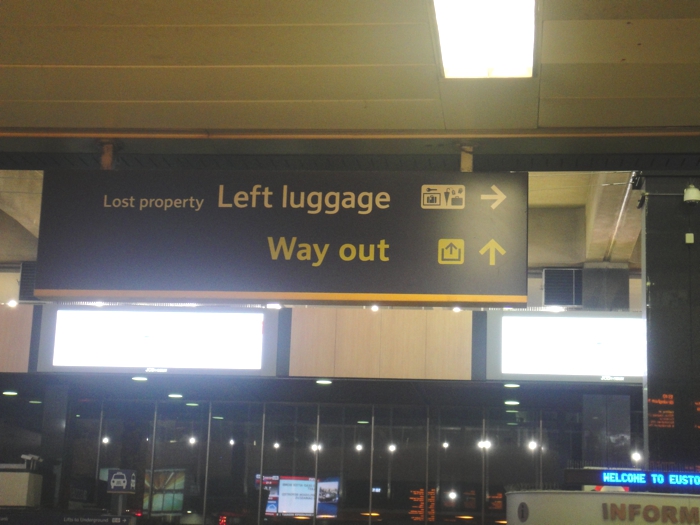 Lost property Left luggage
Way out
WELCOME TO EUSTO
INFORM